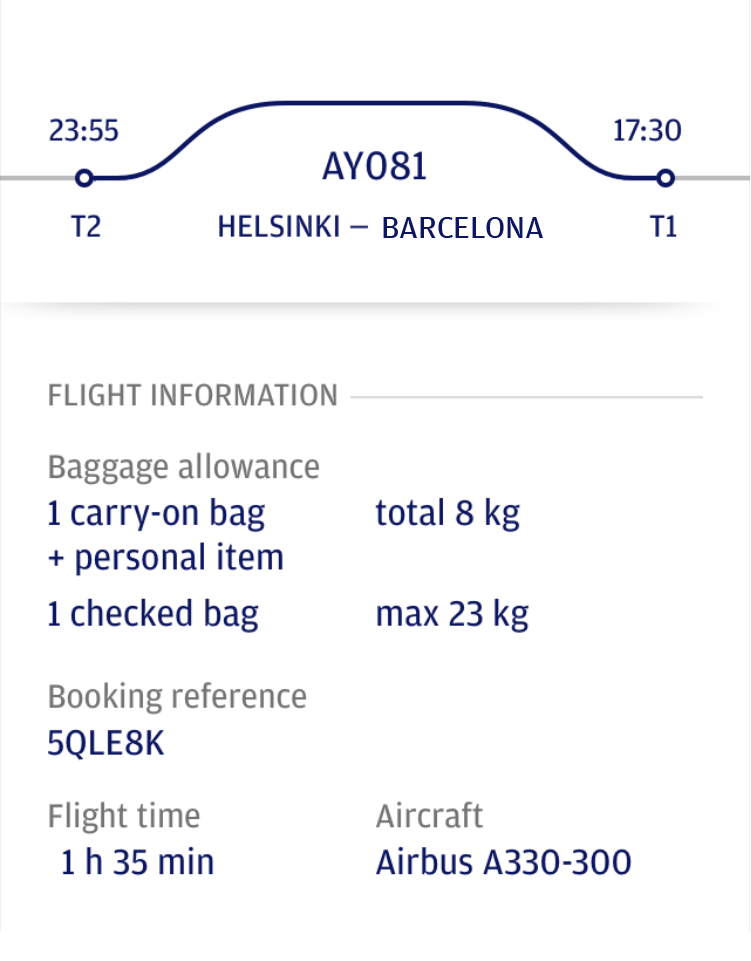 23:55 17:30
AY081
T2 HELSINKI – BARCELONA T1
FLIGHT INFORMATION
Baggage allowance
1 carry-on bag total 8 kg
+ personal item
1 checked bag max 23 kg
Booking reference
5QLE8K
Flight time Aircraft
1 h 35 min Airbus A330-300